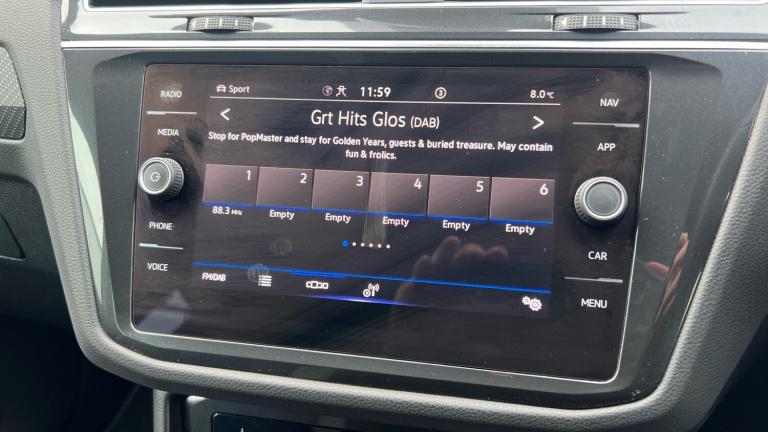 RADIO
MEDIA
PHONE
VOICE
Sport
11:59
3
8.0 °C
Grt Hits Glos (DAB)
Stop for PopMaster and stay for Golden Years, guests & buried treasure. May contain
fun & frolics.
1 2 3 4 5 6
88.3 MHz Empty Empty Empty Empty Empty
FM/DAB
NAV
APP
CAR
MENU